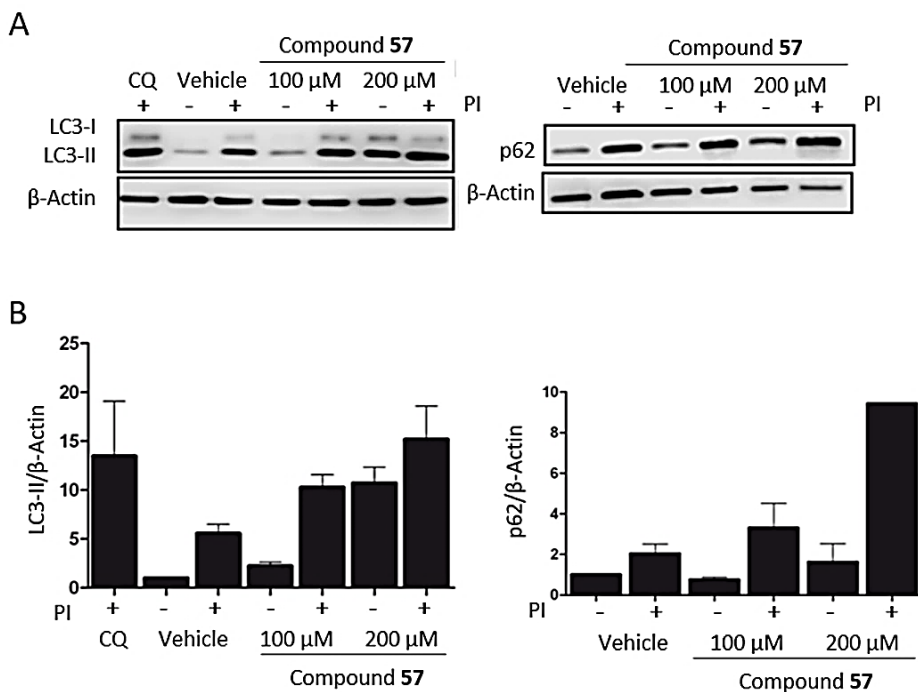 A
Compound 57
CQ Vehicle 100 µM 200 µM
+ - + - + - + PI
LC3-I
LC3-II
β-Actin
Compound 57
Vehicle 100 µM 200 µM
- + - + - + PI
p62
β-Actin
B
25
20
15
10
5
0
LC3-II/β-Actin
PI + - + - + - +
CQ Vehicle 100 µM 200 µM
Compound 57
10
8
6
4
2
0
p62/β-Actin
PI - + - + - +
Vehicle 100 µM 200 µM
Compound 57